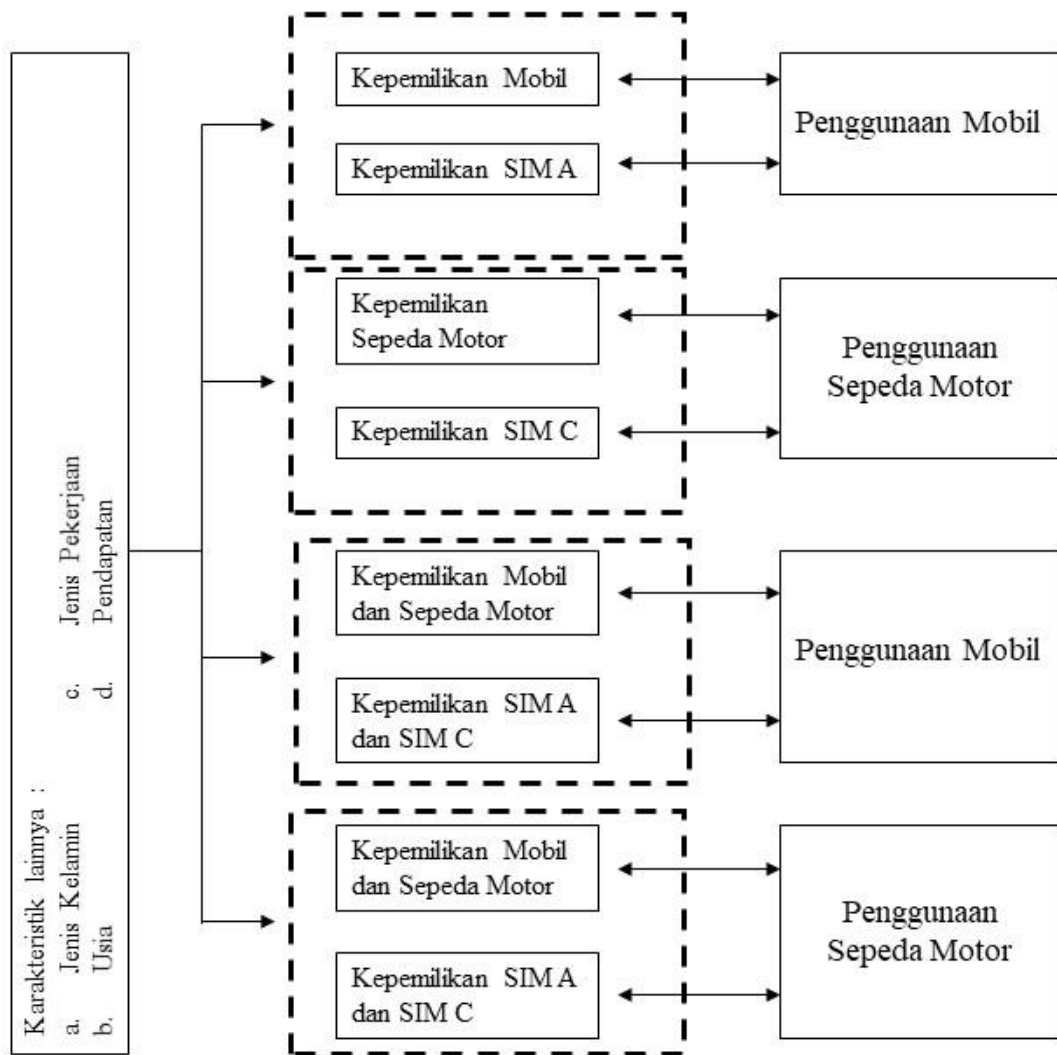 Karakteristik lainnya :
a. Jenis Kelamin
b. Usia
c. Jenis Pekerjaan
d. Pendapatan
Kepemilikan Mobil
Kepemilikan SIM A
Penggunaan Mobil
Kepemilikan
Sepeda Motor
Kepemilikan SIM C
Penggunaan
Sepeda Motor
Kepemilikan Mobil
dan Sepeda Motor
Kepemilikan SIM A
dan SIM C
Penggunaan Mobil
Kepemilikan Mobil
dan Sepeda Motor
Kepemilikan SIM A
dan SIM C
Penggunaan
Sepeda Motor